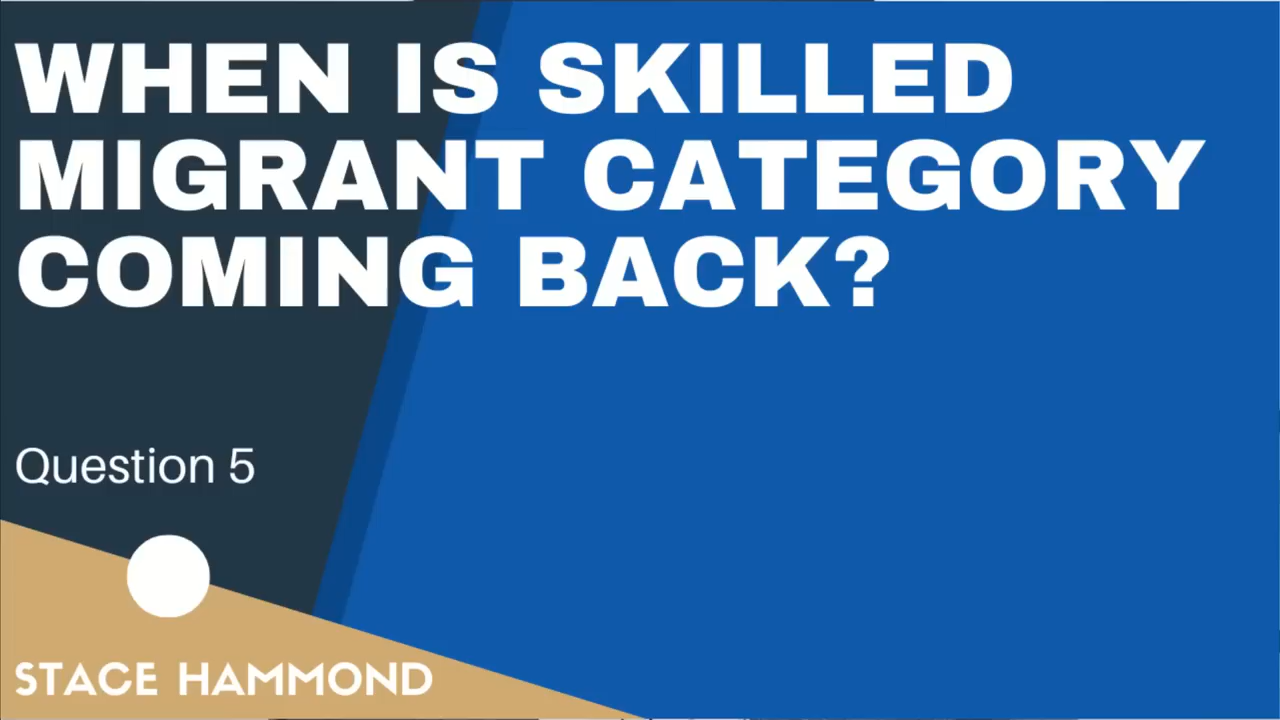 WHEN IS SKILLED
MIGRANT CATEGORY
COMING BACK?
Question 5
STACE HAMMOND